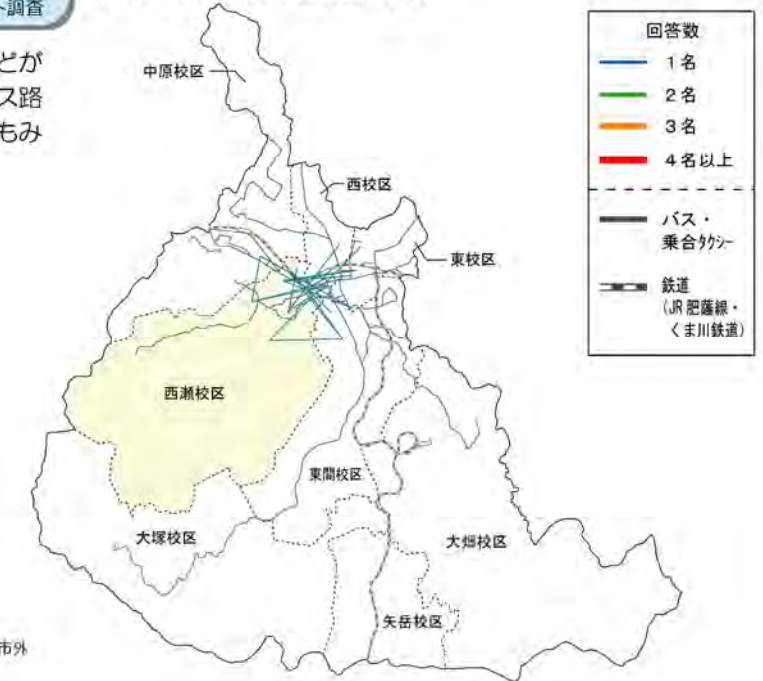 ト調査
どが
ス路
もみ
中原校区
西校区
東校区
西瀬校区
東間校区
大塚校区
大畑校区
矢岳校区
市外
回答数
1名
2名
3名
4名以上
バス・
乗合タクシー
鉄道
(JR肥薩線・
くま川鉄道)